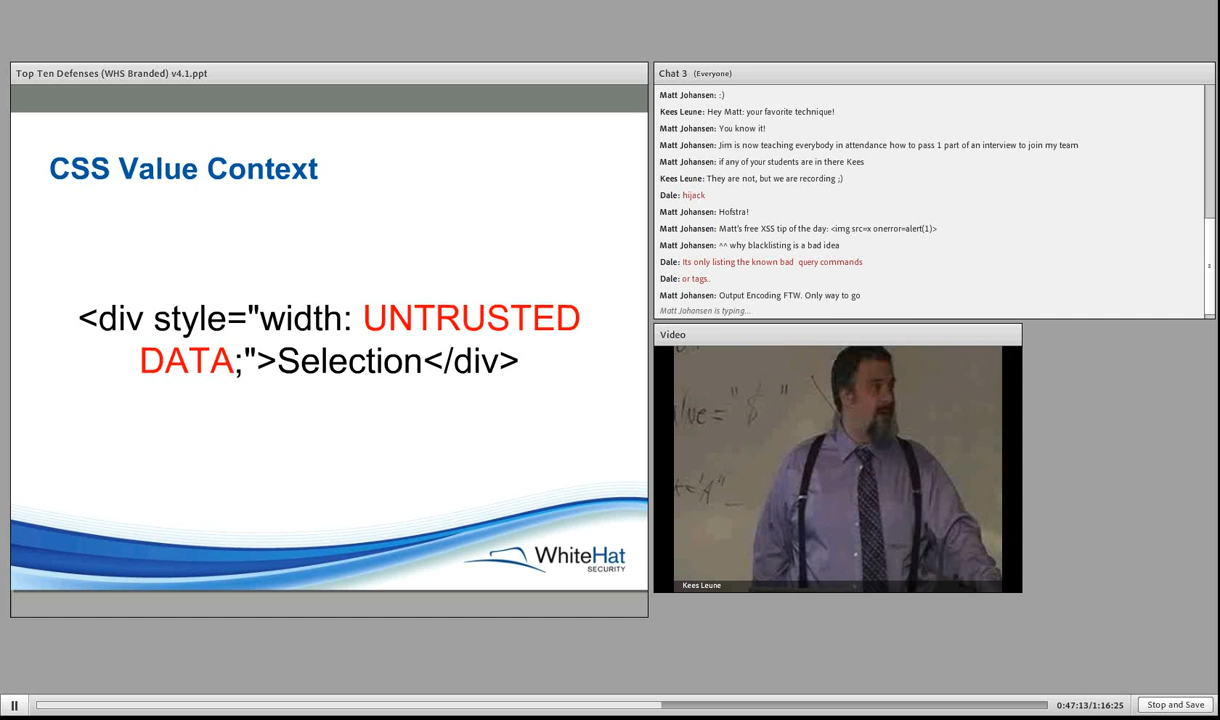 Top Ten Defenses (WHS Branded) v4.1.ppt
CSS Value Context
<div style="width: UNTRUSTED
DATA;">Selection</div>
WhiteHat
SECURITY
Chat 3 (Everyone)
Matt Johansen: :)
Kees Leune: Hey Matt: your favorite technique!
Matt Johansen: You know it!
Matt Johansen: Jim is now teaching everybody in attendance how to pass 1 part of an interview to join my team
Matt Johansen: if any of your students are in there Kees
Kees Leune: They are not, but we are recording ;)
Dale: hijack
Matt Johansen: Hofstra!
Matt Johansen: Matt's free XSS tip of the day: <img src=x onerror=alert(1)>
Matt Johansen: ^^ why blacklisting is a bad idea
Dale: Its only listing the known bad  query commands
Dale: or tags..
Matt Johansen: Output Encoding FTW. Only way to go
Matt Johansen is typing...
Video
Kees Leune
0:47:13/1:16:25
Stop and Save